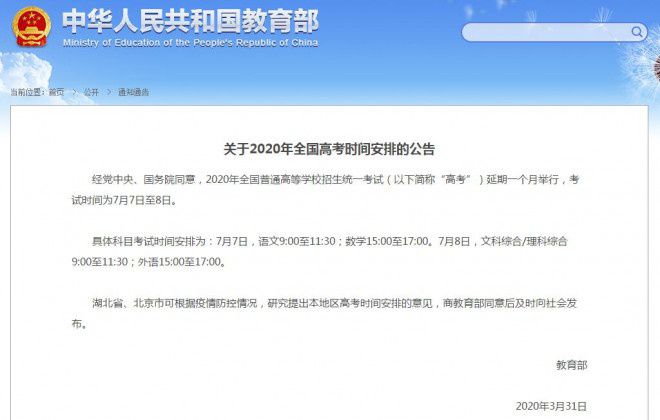 中华人民共和国教育部
Ministry of Education of the People's Republic of China
当前位置：首页 > 公开 > 通知通告
关于2020年全国高考时间安排的公告
经党中央、国务院同意，2020年全国普通高等学校招生统一考试（以下简称“高考”）延期一个月举行，考
试时间为7月7日至8日。
具体科目考试时间安排为：7月7日，语文9:00至11:30；数学15:00至17:00。7月8日，文科综合/理科综合
9:00至11:30；外语15:00至17:00。
湖北省、北京市可根据疫情防控情况，研究提出本地区高考时间安排的意见，商教育部同意后及时向社会发
布。
教育部
2020年3月31日